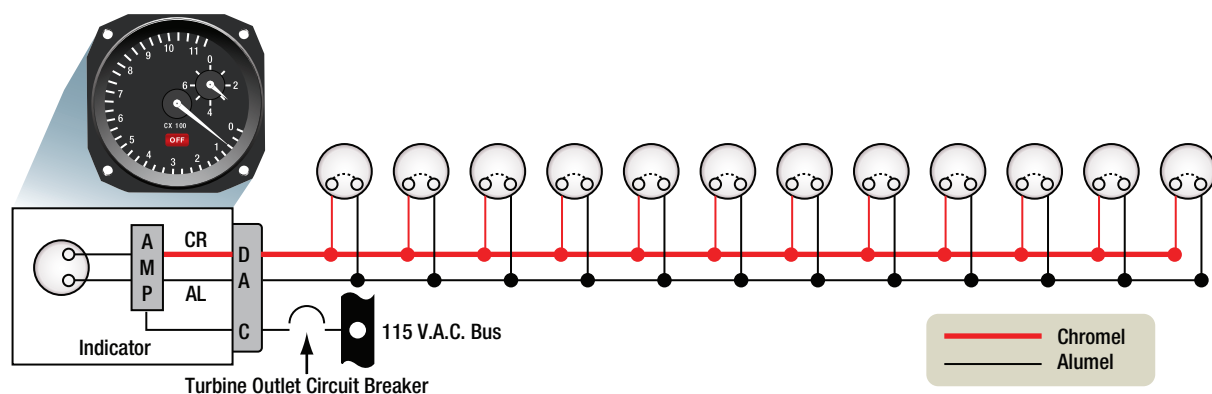 11
10
9
8
7
6
5
4
3
2
1
0
0
2
4
6
CX 100
OFF
A
M
P
CR
AL
D
A
C
Indicator
115 V.A.C. Bus
Turbine Outlet Circuit Breaker
Chromel
Alumel